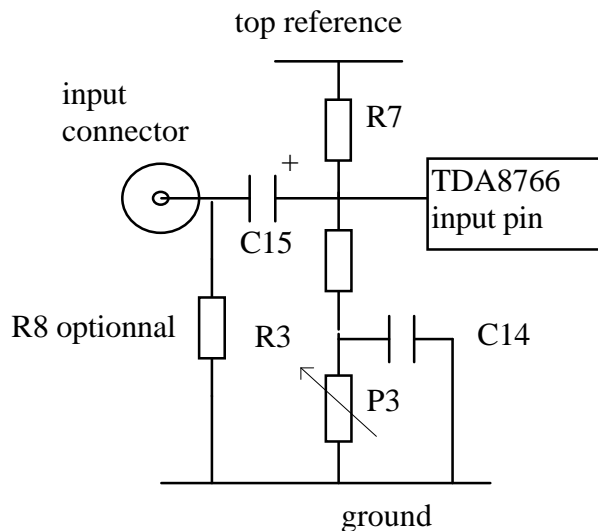 top reference
input
connector
R7
+
TDA8766
input pin
C15
R8 optionnal
R3
C14
P3
ground